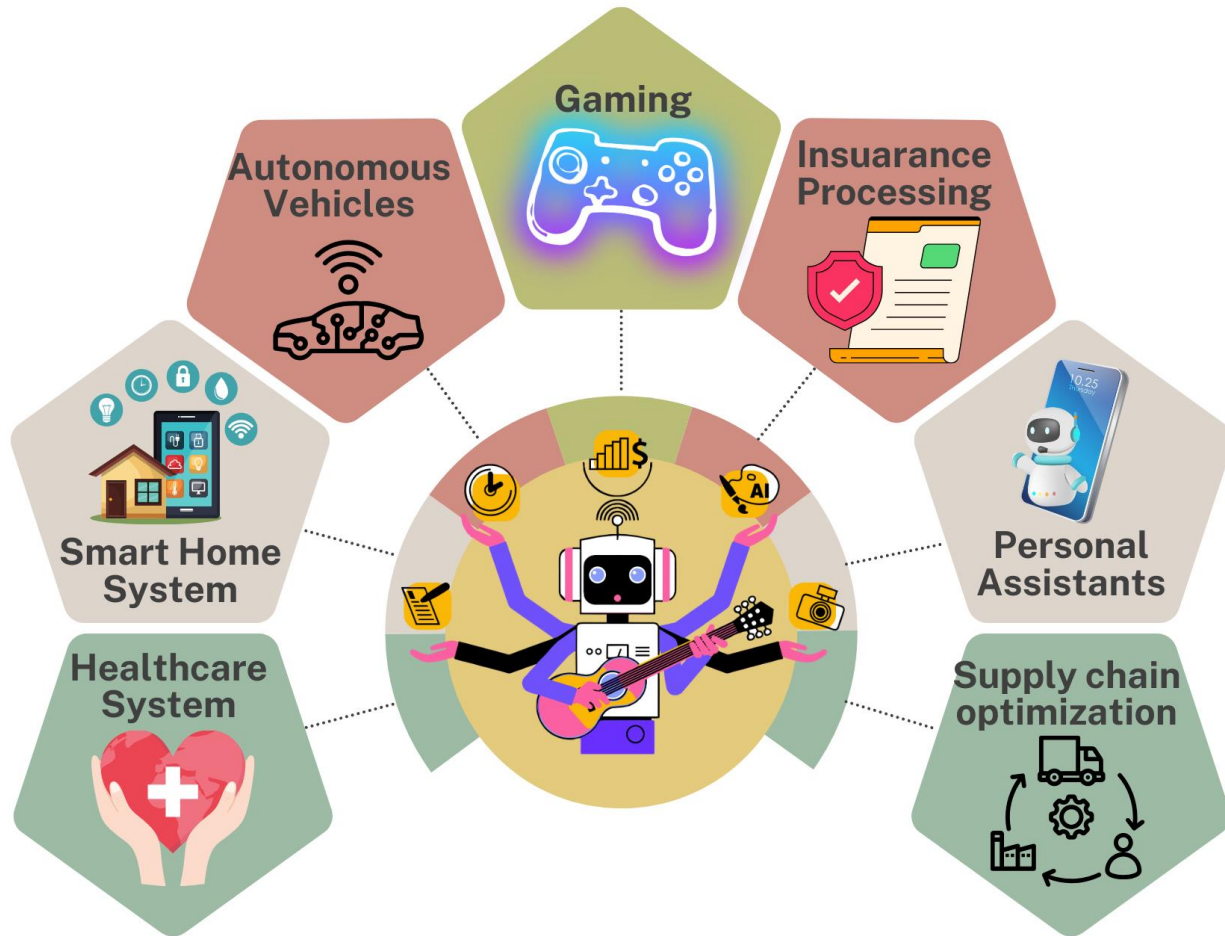 Gaming
Autonomous
Vehicles
Insuarance
Processing
Smart Home
System
10.25
Personal
Assistants
$
AI
Healthcare
System
Supply chain
optimization